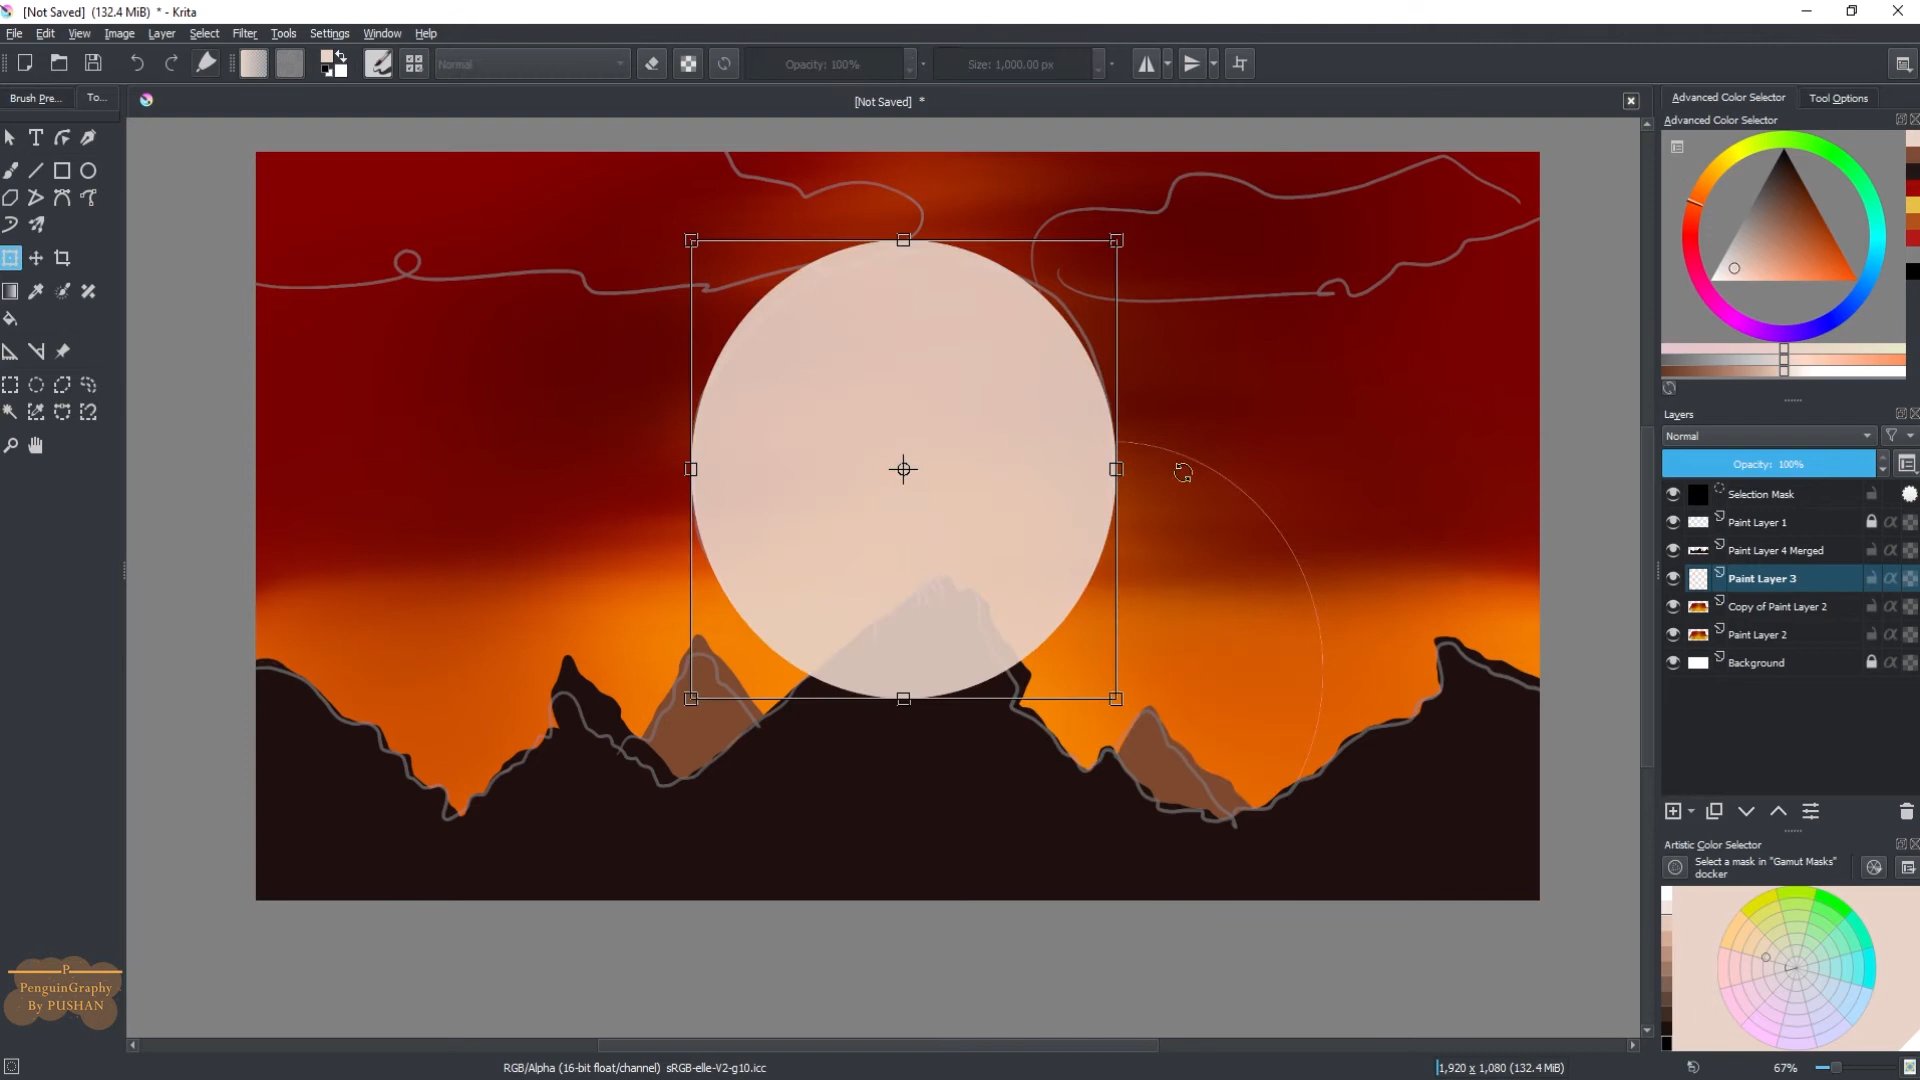 [Not Saved]  (132.4 MiB)  * - Krita
File Edit View Image Layer Select Filter Tools Settings Window Help
Normal
Opacity: 100%
Size: 1,000.00 px
Brush Pre...
To...
[Not Saved]  *
Advanced Color Selector
Tool Options
Advanced Color Selector
Layers
Normal
Opacity:  100%
Selection Mask
Paint Layer 1
Paint Layer 4 Merged
Paint Layer 3
Copy of Paint Layer 2
Paint Layer 2
Background
Artistic Color Selector
Select a mask in "Gamut Masks"
docker
P
PenguinGraphy
By PUSHAN
RGB/Alpha (16-bit float/channel)  sRGB-elle-V2-g10.icc
1,920 x 1,080 (132.4 MiB)
67%